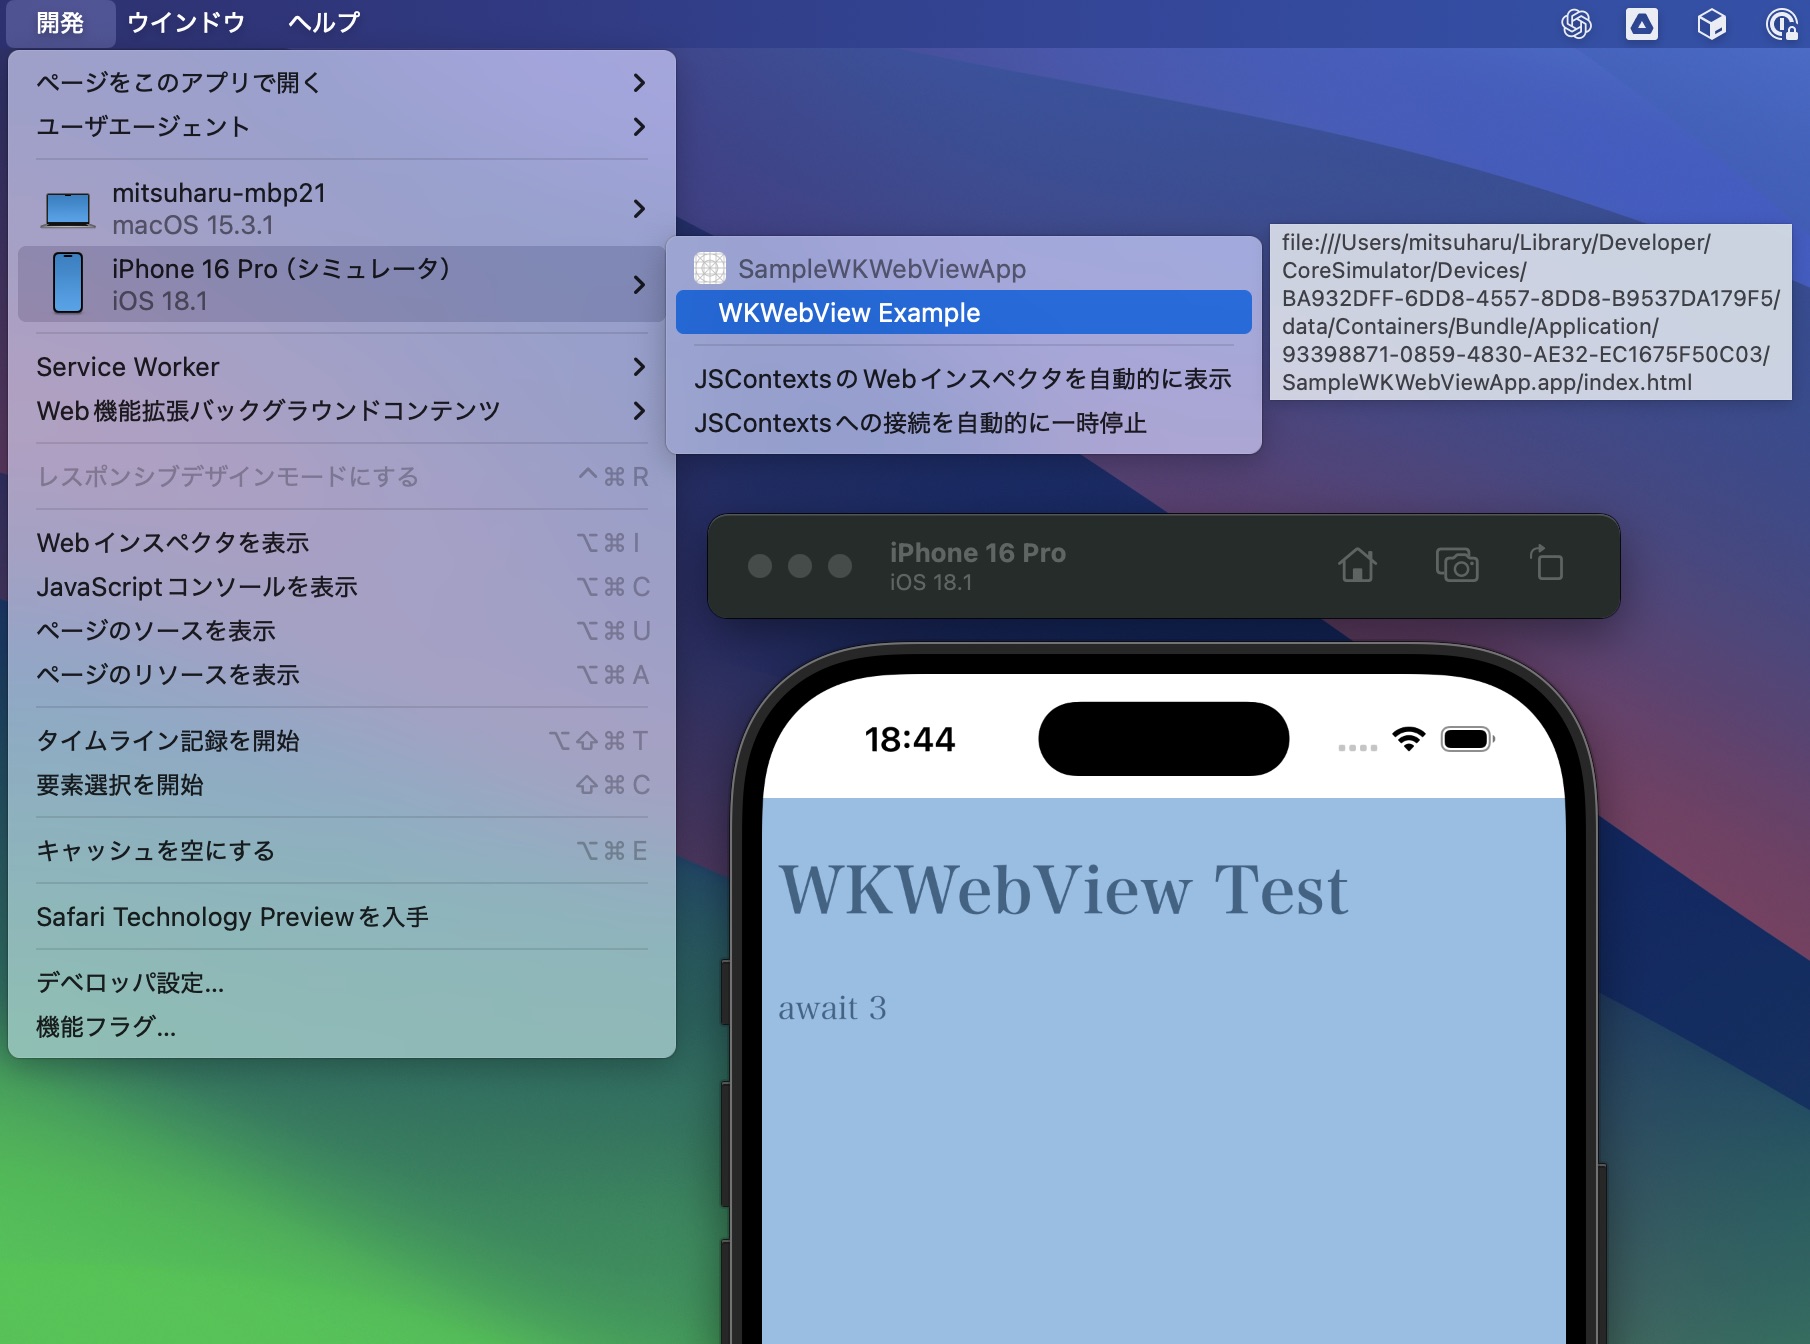 開発 ウインドウ ヘルプ
ページをこのアプリで開く
ユーザエージェント
mitsuharu-mbp21
macOS 15.3.1
iPhone 16 Pro（シミュレータ）
iOS 18.1
Service Worker
Web機能拡張バックグラウンドコンテンツ
レスポンシブデザインモードにする ^⌘R
Webインスペクタを表示 ⌥⌘I
JavaScriptコンソールを表示 ⌥⌘C
ページのソースを表示 ⌥⌘U
ページのリソースを表示 ⌥⌘A
タイムライン記録を開始 ⌥⇧⌘T
要素選択を開始 ⇧⌘C
キャッシュを空にする ⌥⌘E
Safari Technology Previewを入手
デベロッパ設定...
機能フラグ...
SampleWKWebViewApp
WKWebView Example
JSContextsのWebインスペクタを自動的に表示
JSContextsへの接続を自動的に一時停止
file:///Users/mitsuharu/Library/Developer/
CoreSimulator/Devices/
BA932DFF-6DD8-4557-8DD8-B9537DA179F5/
data/Containers/Bundle/Application/
93398871-0859-4830-AE32-EC1675F50C03/
SampleWKWebViewApp.app/index.html
iPhone 16 Pro
iOS 18.1
18:44
WKWebView Test
await 3